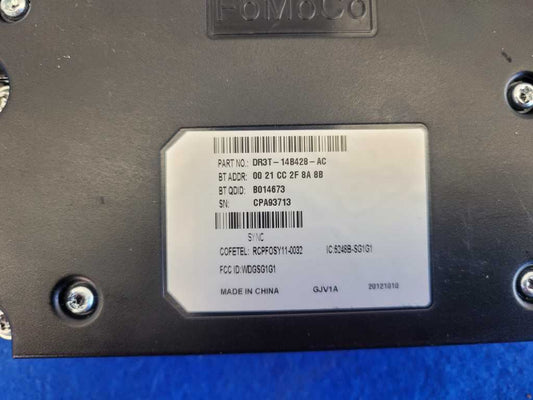 FoMoCo
PART NO.: DR3T-14B428-AC
BT ADDR: 00 21 CC 2F 8A 8B
BT QDID: B014673
SN: CPA93713
SYNC
COFETEL: RCPFOSY11-0032 IC:5248B-SG1G1
FCC ID:WDGSG1G1
MADE IN CHINA GJV1A 20121010